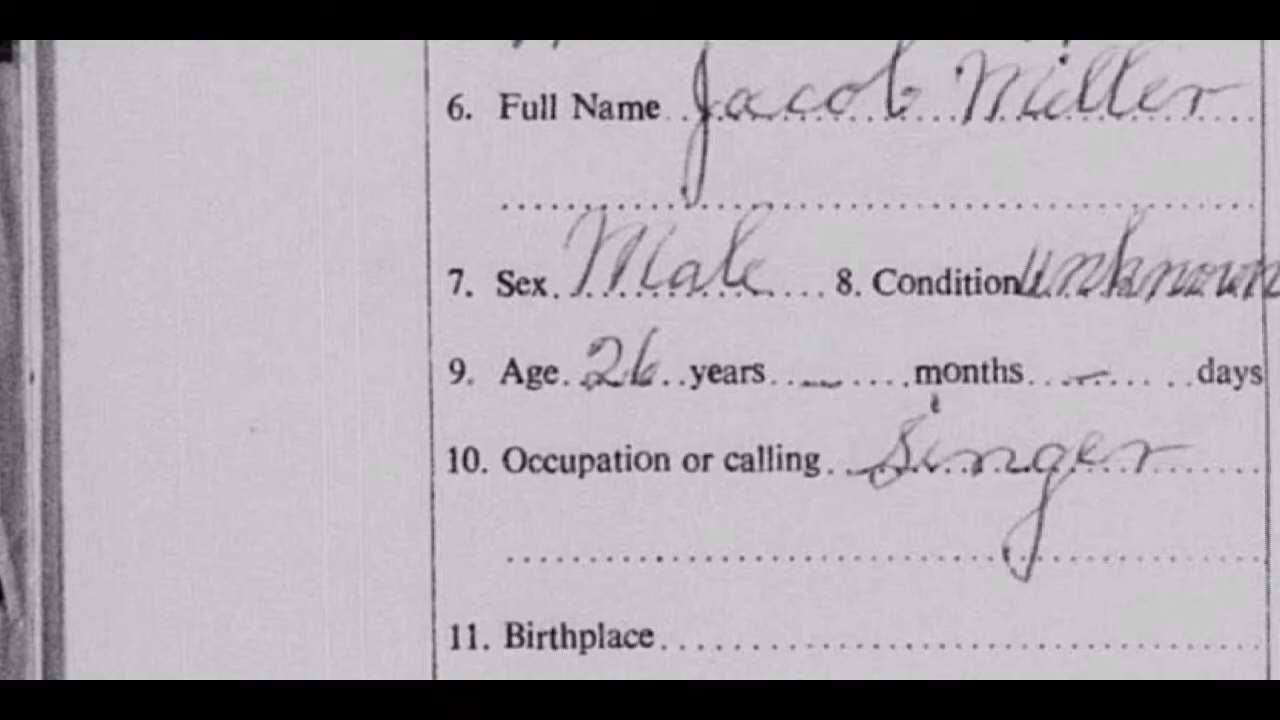 6. Full Name Jacob Miller
7. Sex Male 8. Condition Unknown
9. Age 26 years — months — days
10. Occupation or calling Singer
11. Birthplace